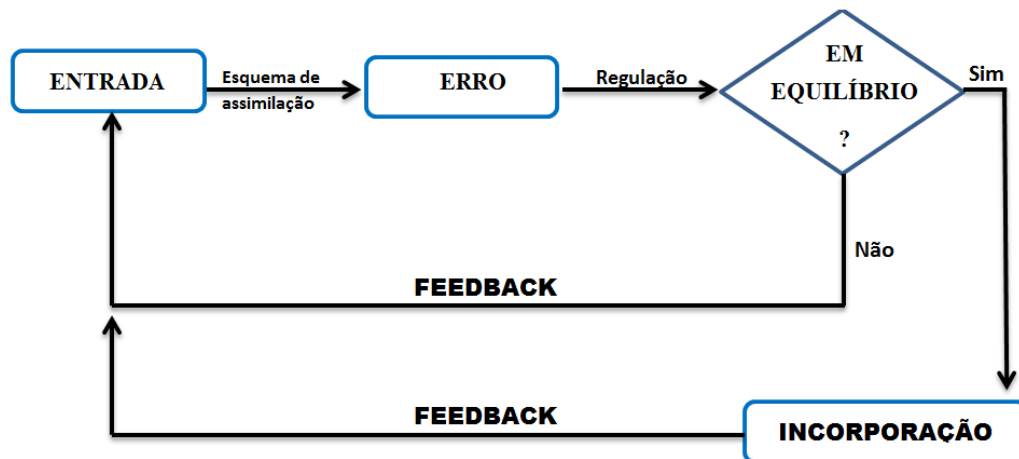 ENTRADA
Esquema de
assimilação
ERRO
Regulação
EM
EQUILÍBRIO
?
Sim
Não
FEEDBACK
FEEDBACK
INCORPORAÇÃO